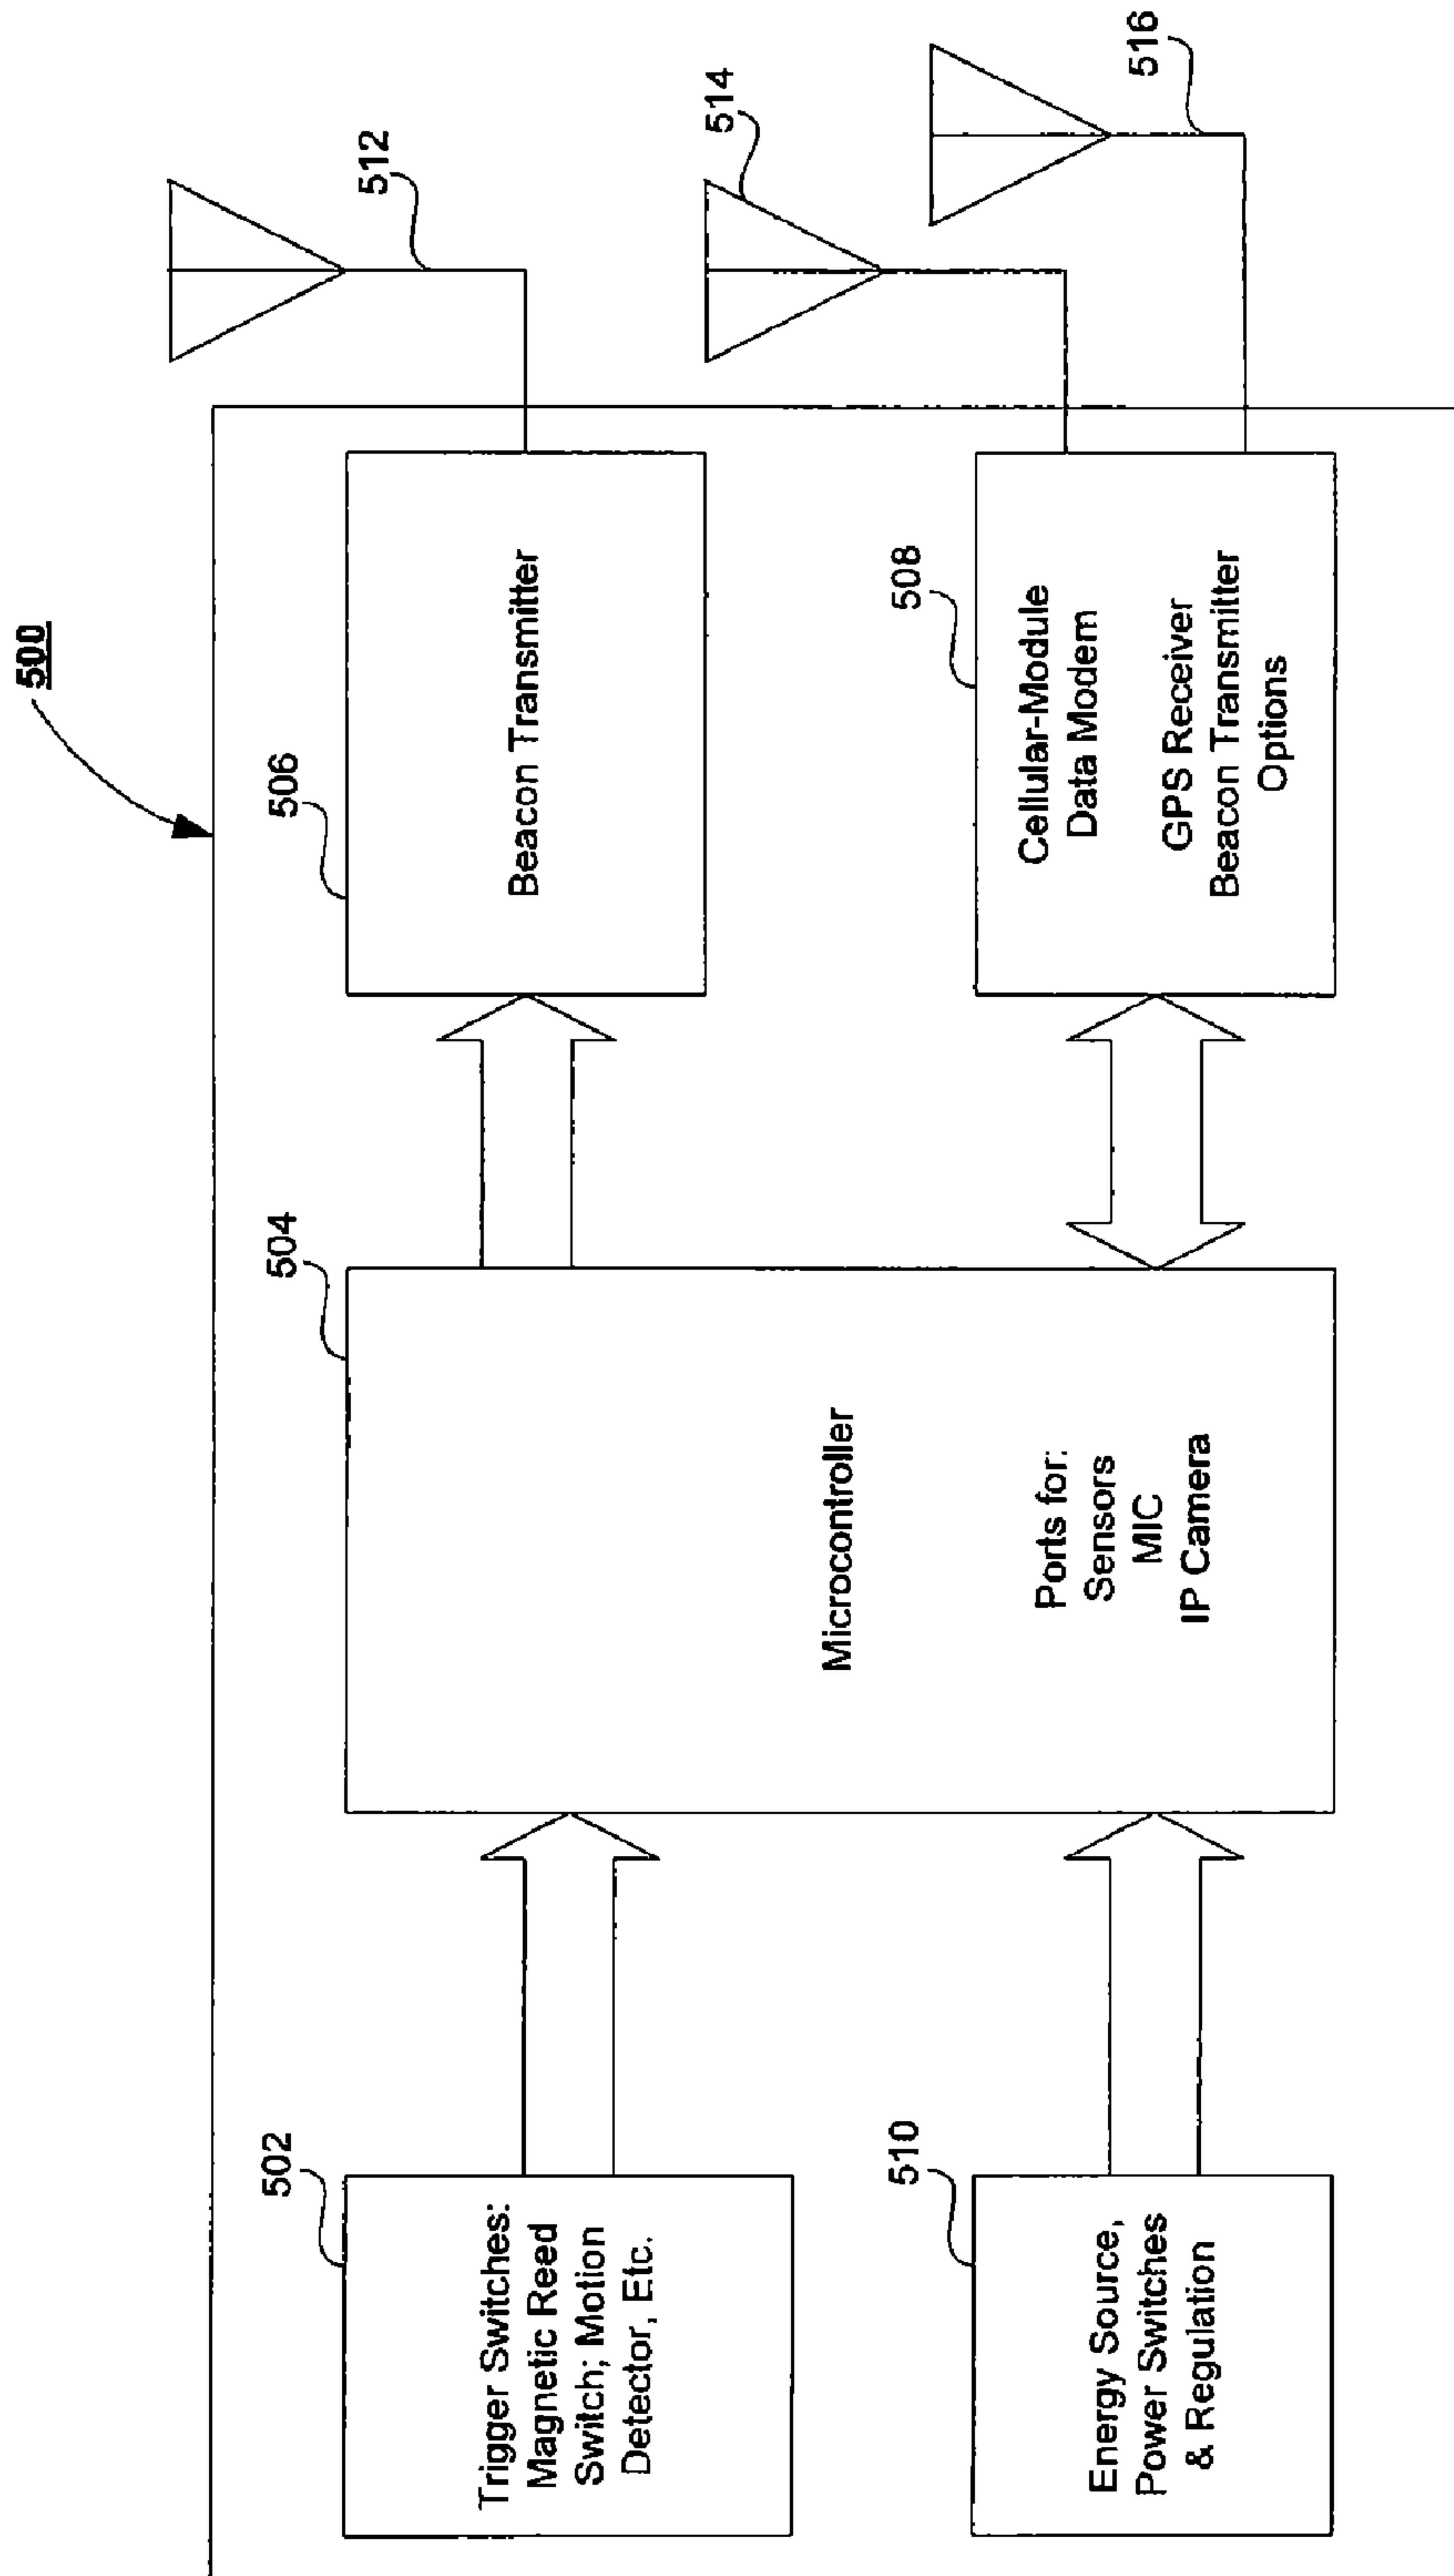 500
502
Trigger Switches:
Magnetic Reed
Switch; Motion
Detector, Etc.
504
Microcontroller
Ports for:
Sensors
MIC
IP Camera
506
Beacon Transmitter
512
510
Energy Source,
Power Switches
& Regulation
508
Cellular-Module
Data Modem
GPS Receiver
Beacon Transmitter
Options
514
516